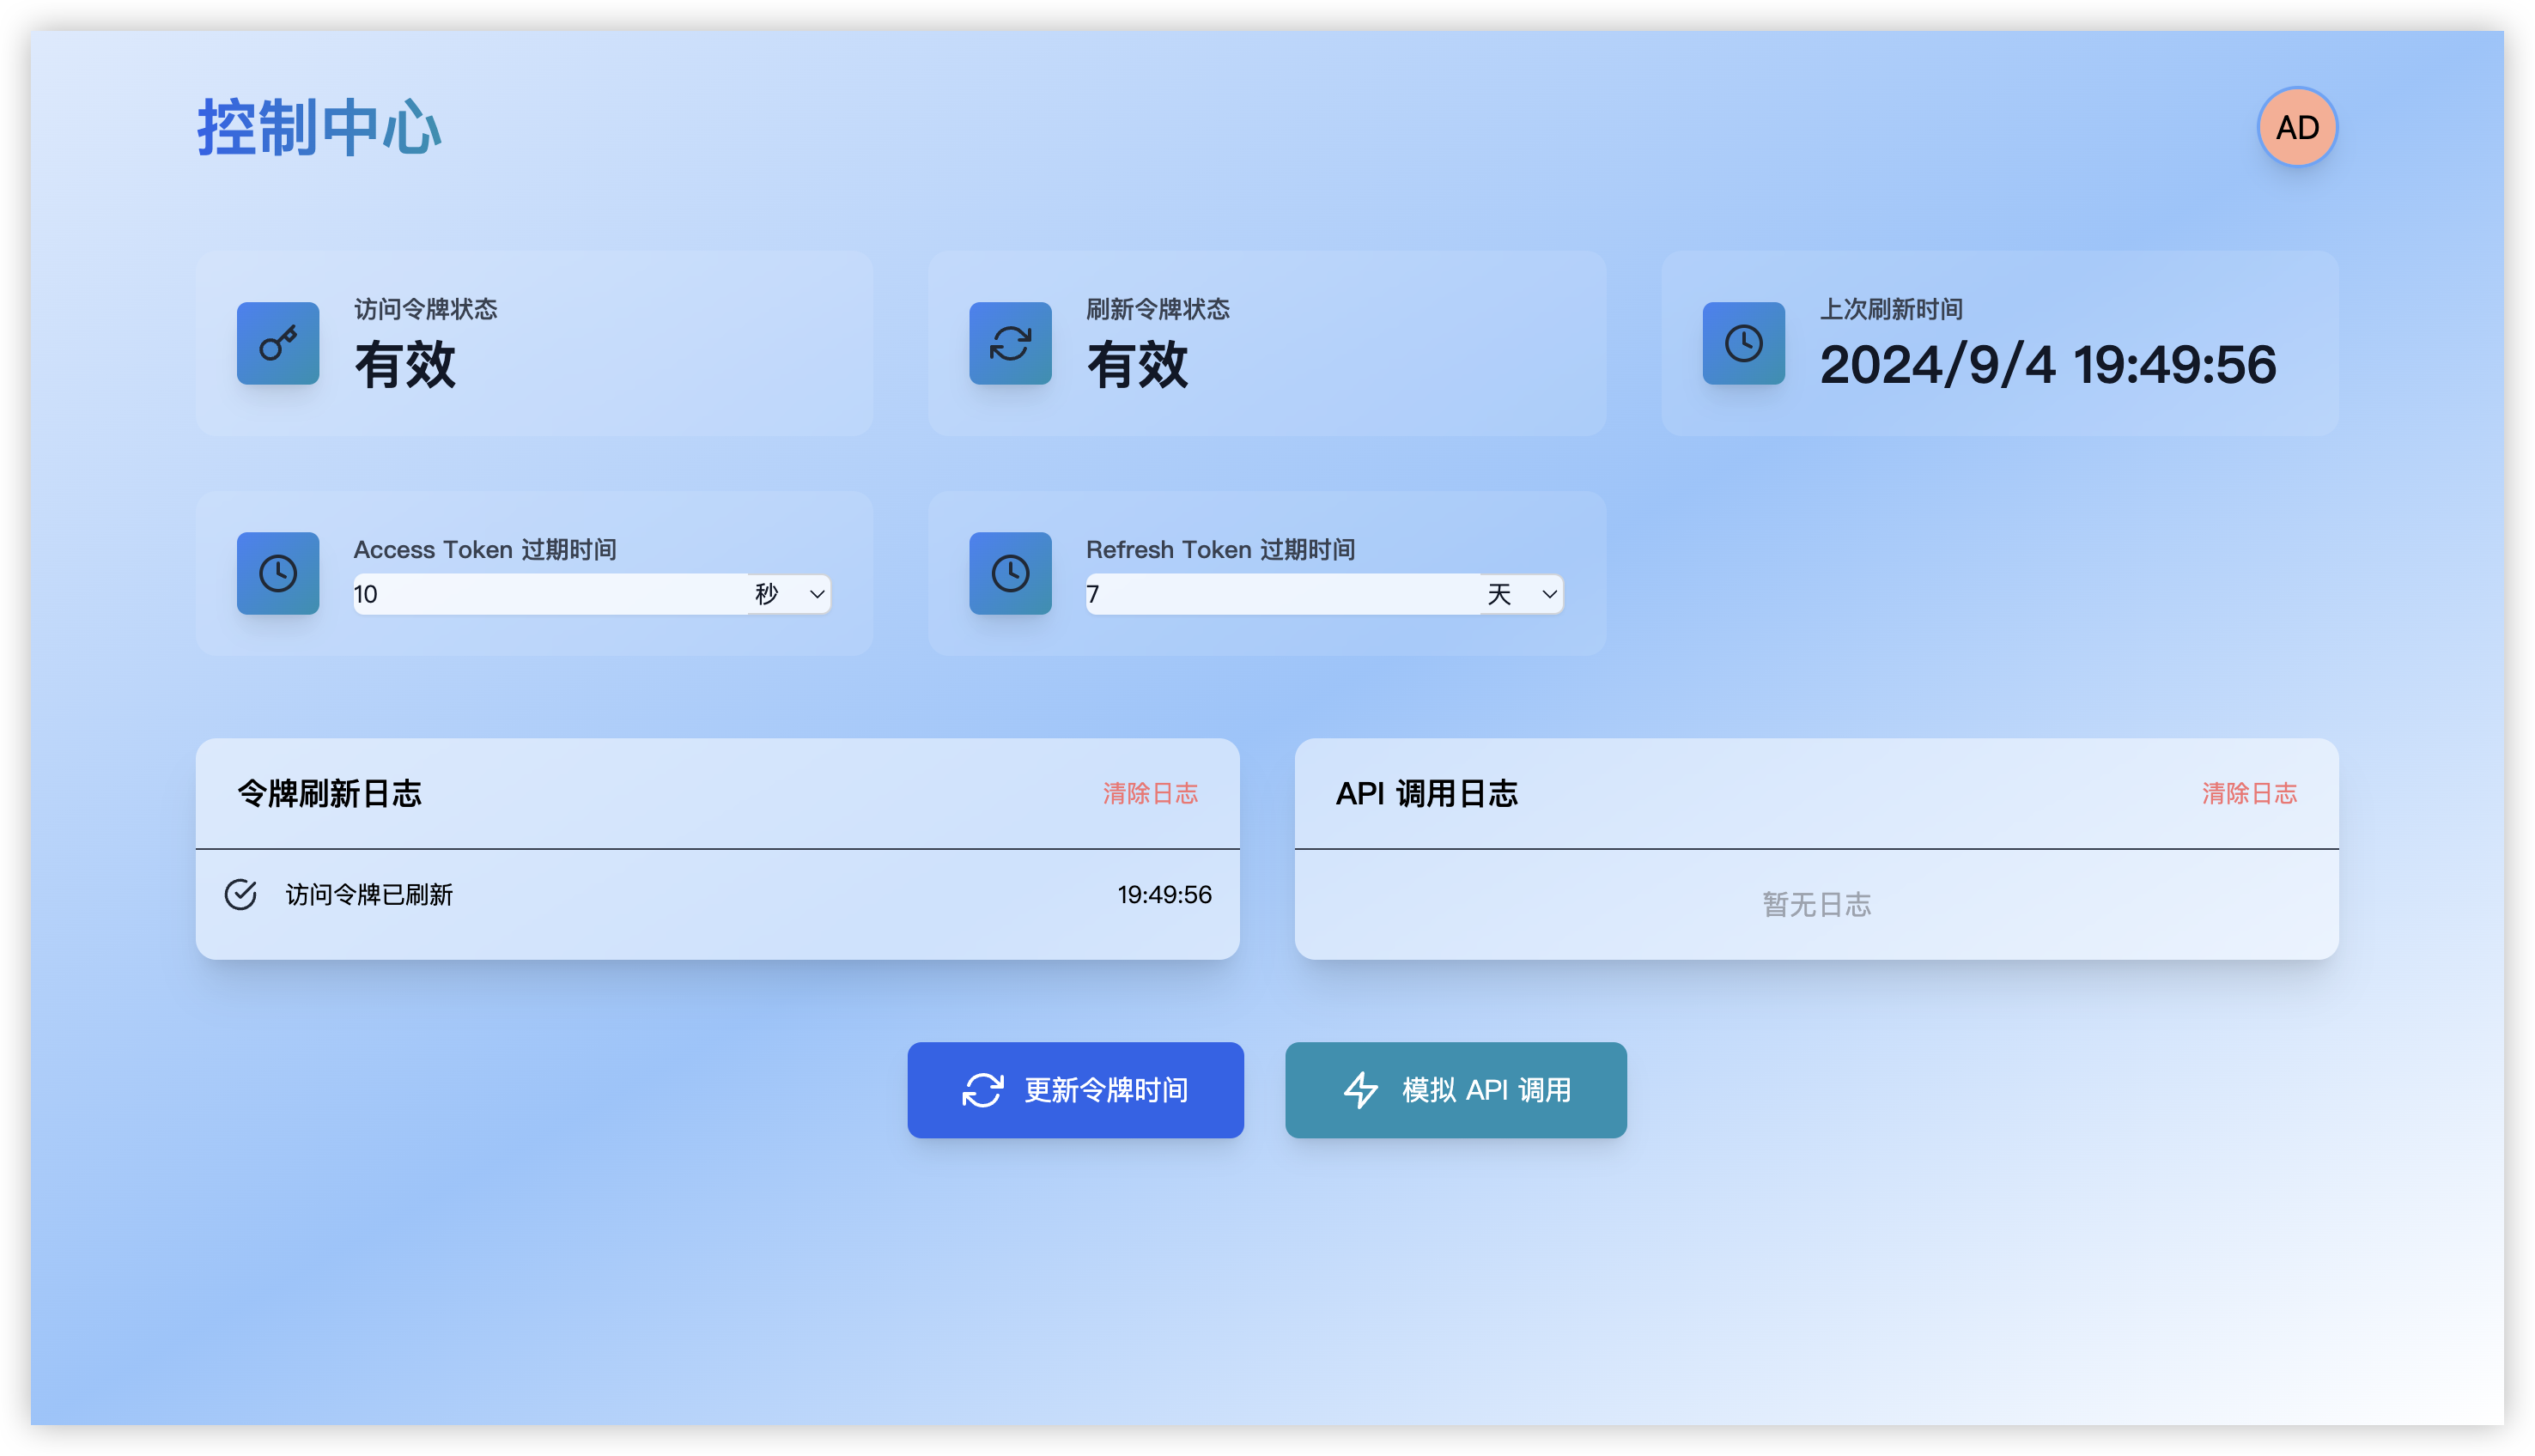 控制中心
AD
访问令牌状态
有效
刷新令牌状态
有效
上次刷新时间
2024/9/4 19:49:56
Access Token 过期时间
10 秒
Refresh Token 过期时间
7 天
令牌刷新日志 清除日志
访问令牌已刷新 19:49:56
API 调用日志 清除日志
暂无日志
更新令牌时间
模拟 API 调用